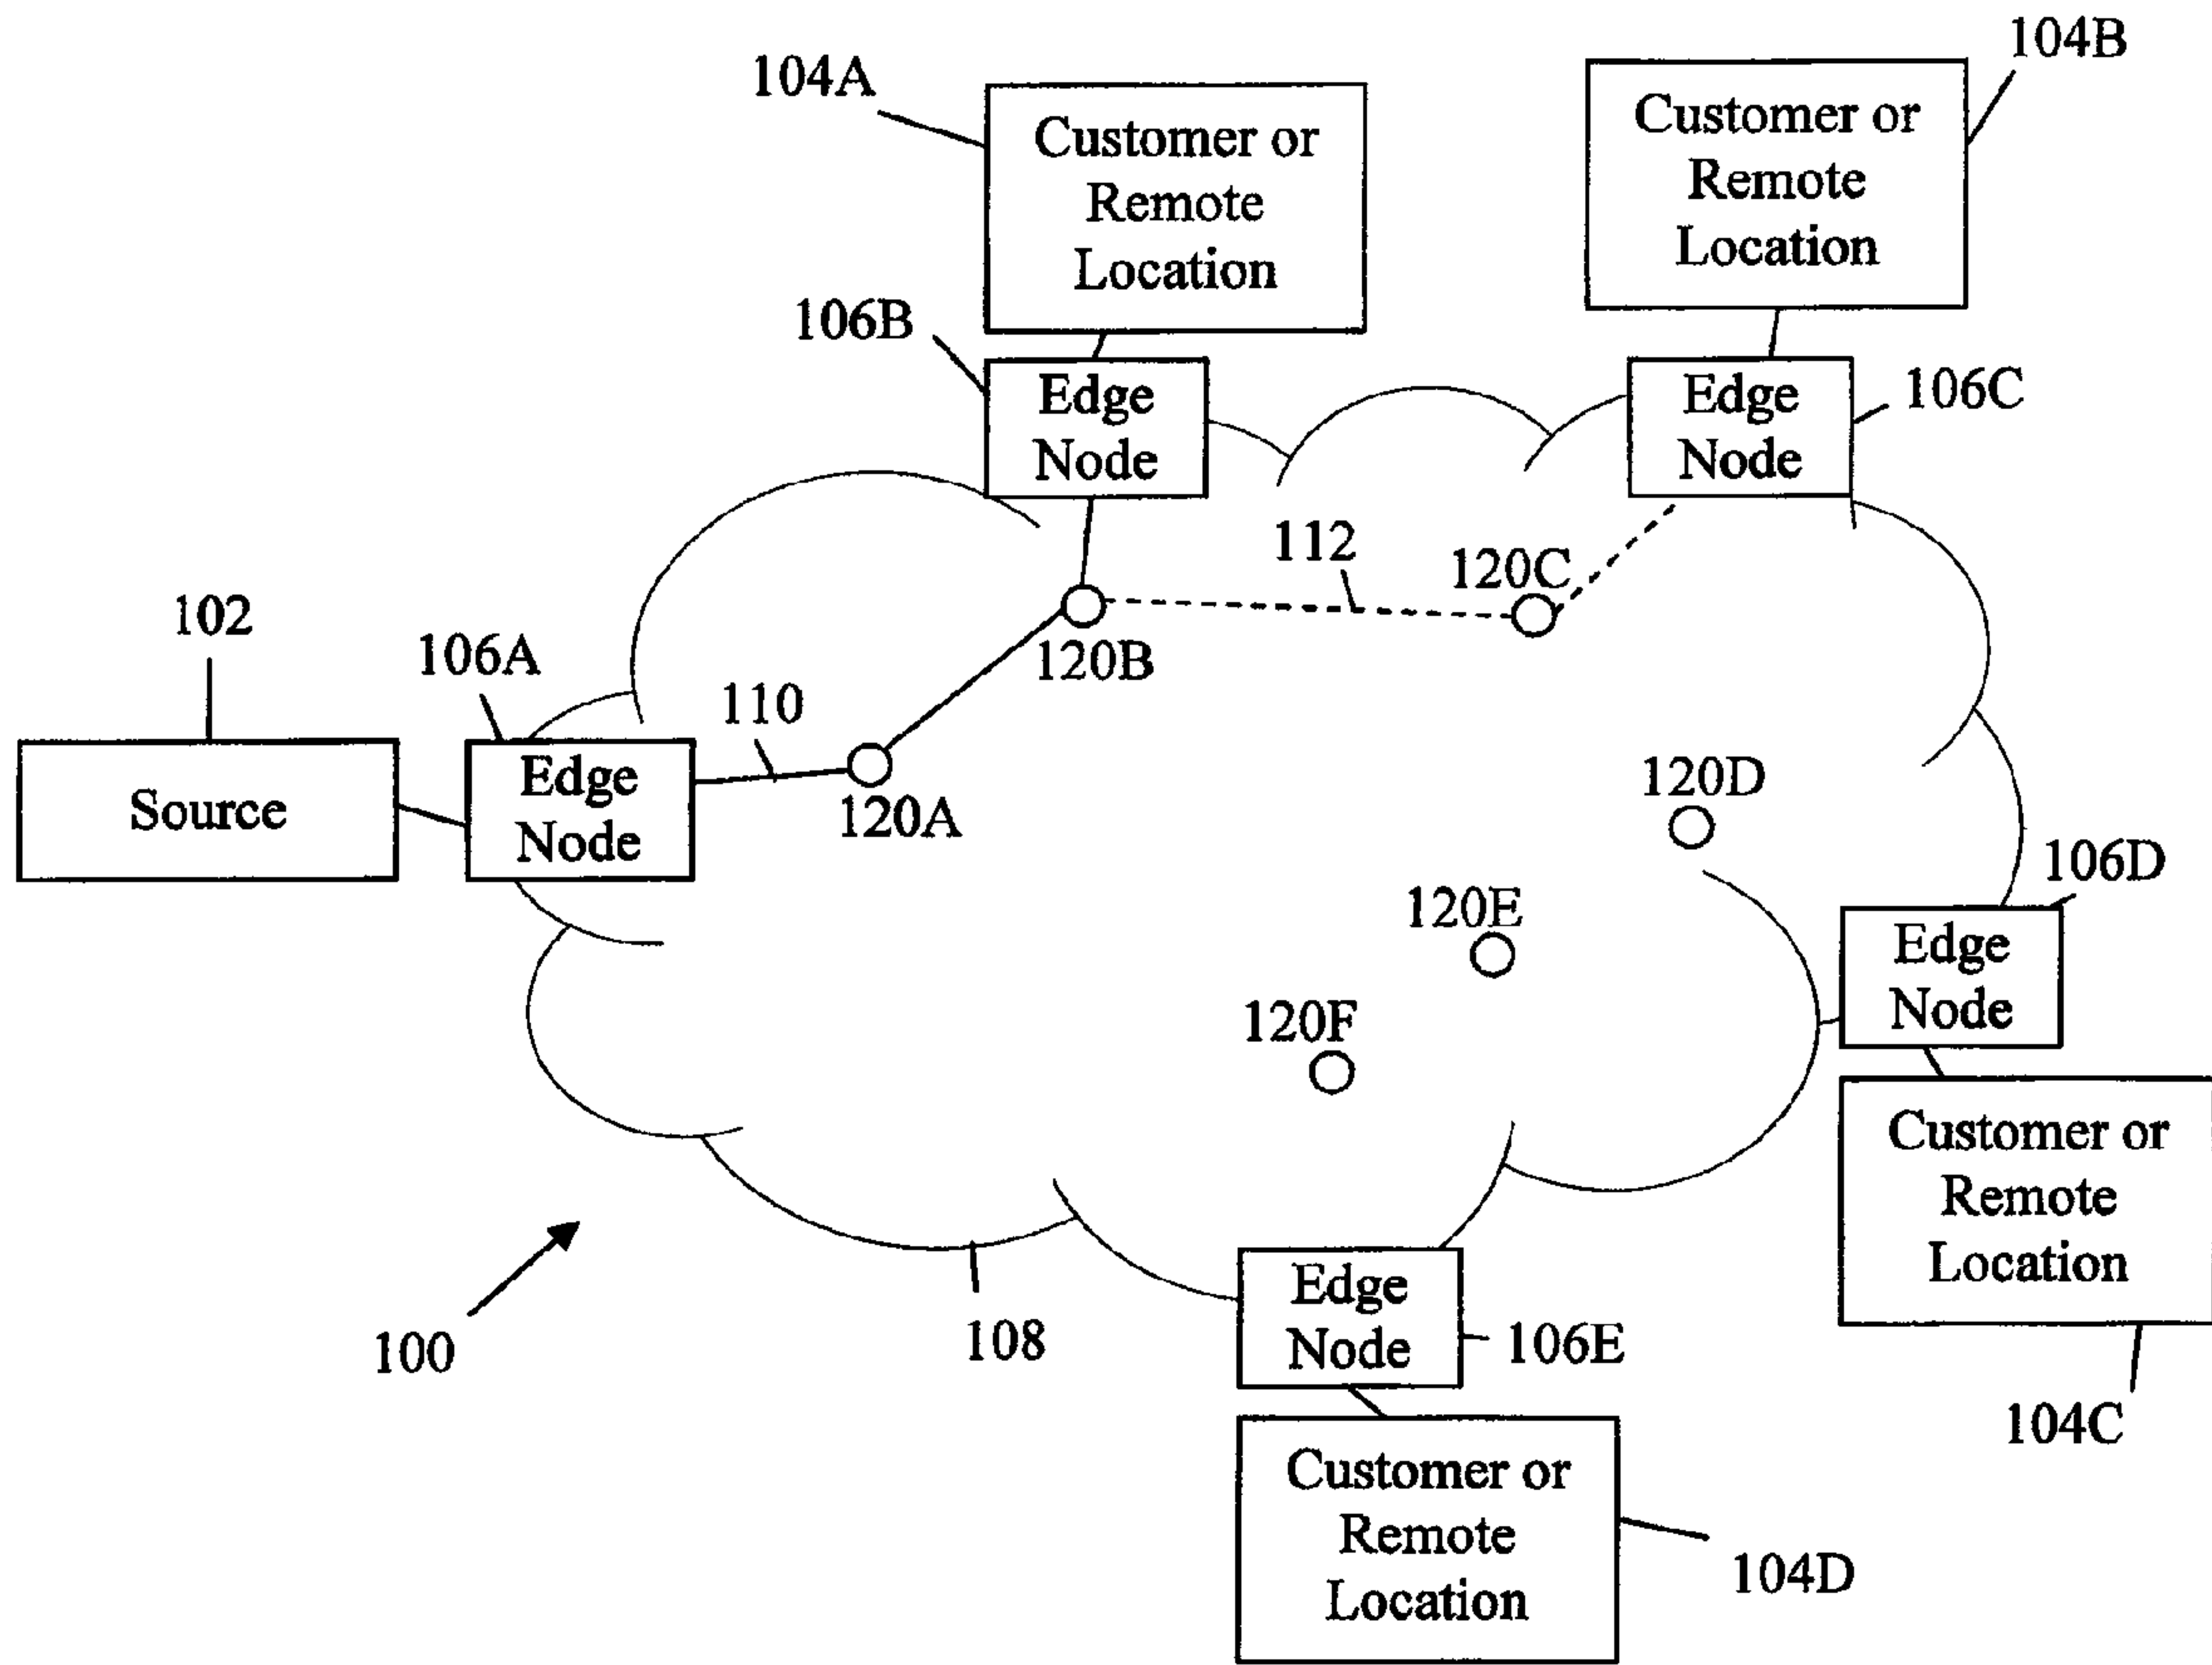 104B
104A
Customer or
Remote
Location
Customer or
Remote
Location
106B
Edge
Node
Edge
Node
106C
112
120C
102
106A
120B
110
Source
Edge
Node
120A
120D
106D
120E
Edge
Node
120F
Customer or
Remote
Location
100
108
Edge
Node
106E
104C
Customer or
Remote
Location
104D